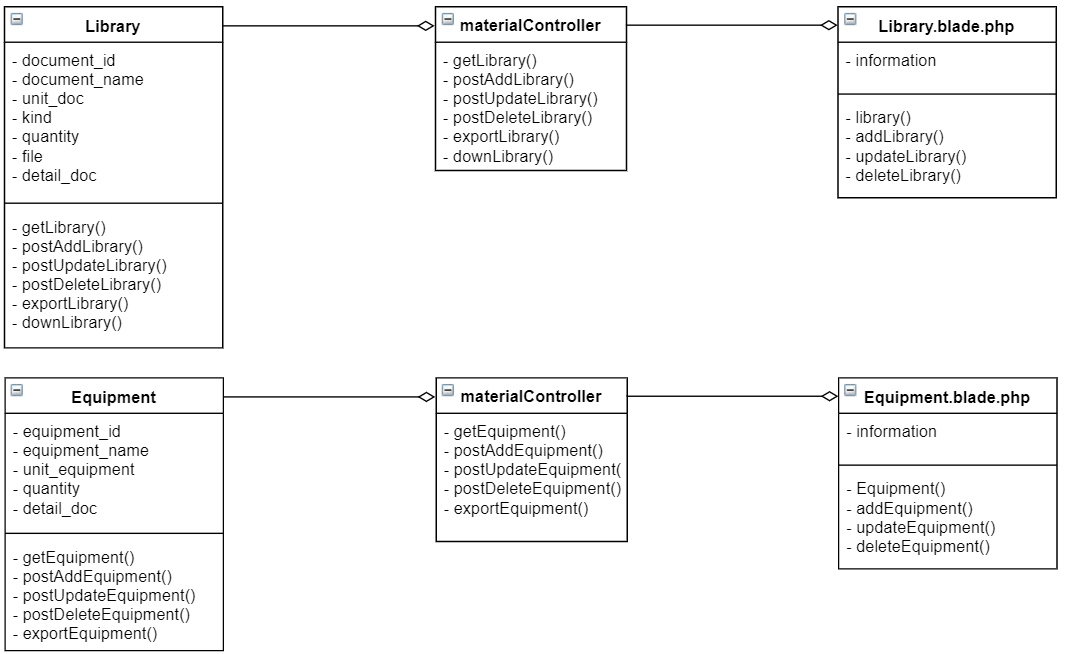 Library
- document_id
- document_name
- unit_doc
- kind
- quantity
- file
- detail_doc
- getLibrary()
- postAddLibrary()
- postUpdateLibrary()
- postDeleteLibrary()
- exportLibrary()
- downLibrary()
materialController
- getLibrary()
- postAddLibrary()
- postUpdateLibrary()
- postDeleteLibrary()
- exportLibrary()
- downLibrary()
Library.blade.php
- information
- library()
- addLibrary()
- updateLibrary()
- deleteLibrary()
Equipment
- equipment_id
- equipment_name
- unit_equipment
- quantity
- detail_doc
- getEquipment()
- postAddEquipment()
- postUpdateEquipment()
- postDeleteEquipment()
- exportEquipment()
materialController
- getEquipment()
- postAddEquipment()
- postUpdateEquipment(
- postDeleteEquipment()
- exportEquipment()
Equipment.blade.php
- information
- Equipment()
- addEquipment()
- updateEquipment()
- deleteEquipment()